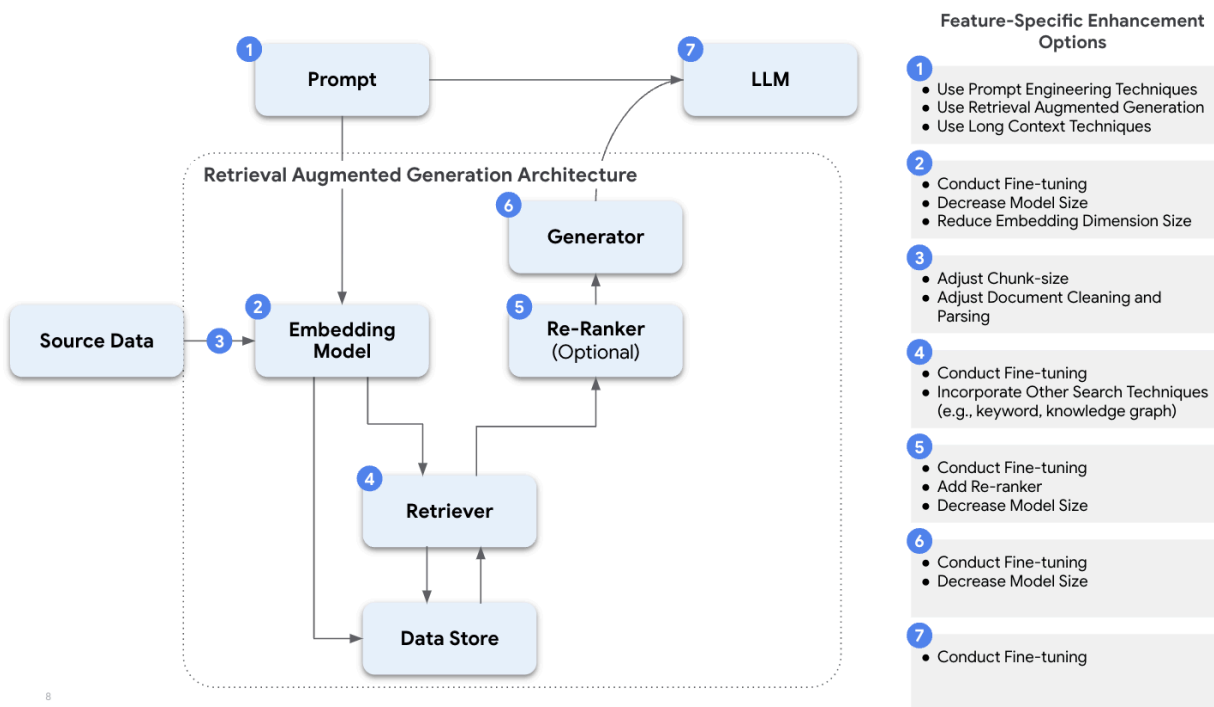 1
Prompt
7
LLM
Retrieval Augmented Generation Architecture
6
Generator
2
Embedding
Model
Source Data
3
5
Re-Ranker
(Optional)
4
Retriever
Data Store
8
Feature-Specific Enhancement
Options
1
● Use Prompt Engineering Techniques
● Use Retrieval Augmented Generation
● Use Long Context Techniques
2
● Conduct Fine-tuning
● Decrease Model Size
● Reduce Embedding Dimension Size
3
● Adjust Chunk-size
● Adjust Document Cleaning and
Parsing
4
● Conduct Fine-tuning
● Incorporate Other Search Techniques
(e.g., keyword, knowledge graph)
5
● Conduct Fine-tuning
● Add Re-ranker
● Decrease Model Size
6
● Conduct Fine-tuning
● Decrease Model Size
7
● Conduct Fine-tuning